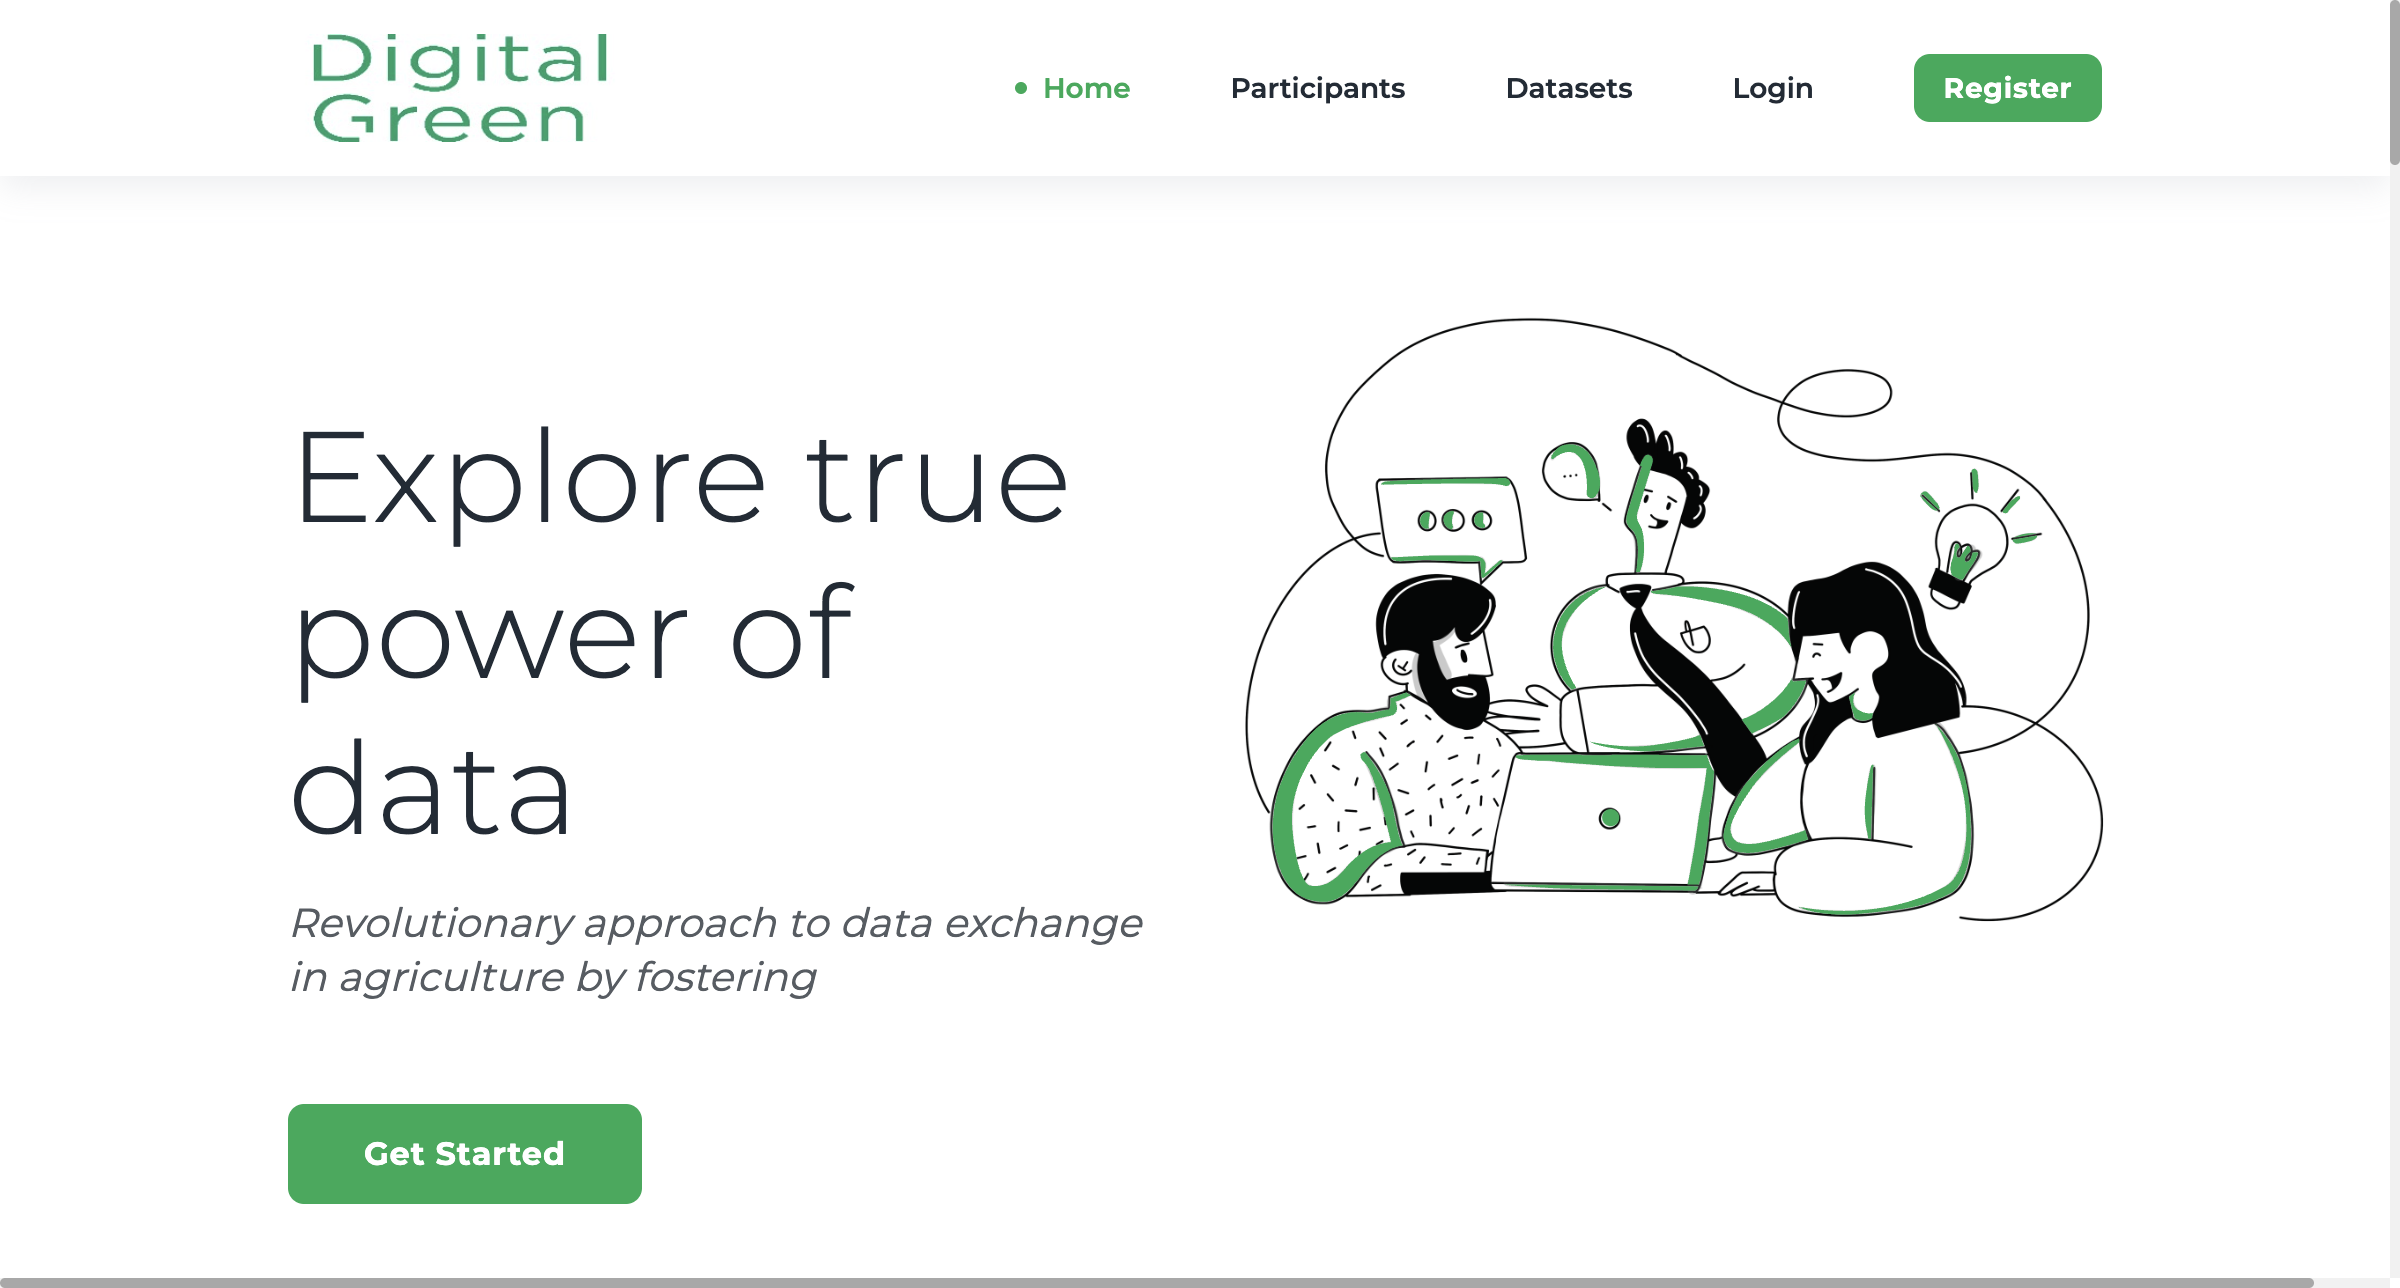 Digital
Green
Home
Participants
Datasets
Login
Register
Explore true
power of
data
Revolutionary approach to data exchange
in agriculture by fostering
Get Started